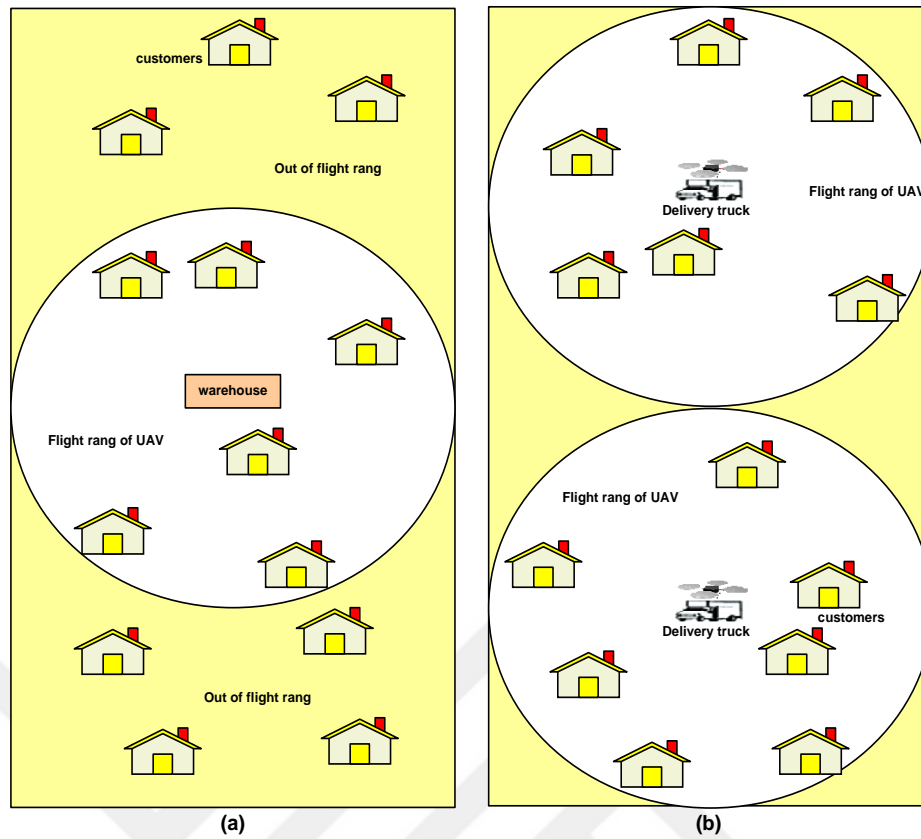 customers
Out of flight rang
warehouse
Flight rang of UAV
Out of flight rang
(a)
Flight rang of UAV
Delivery truck
Flight rang of UAV
Delivery truck
customers
(b)